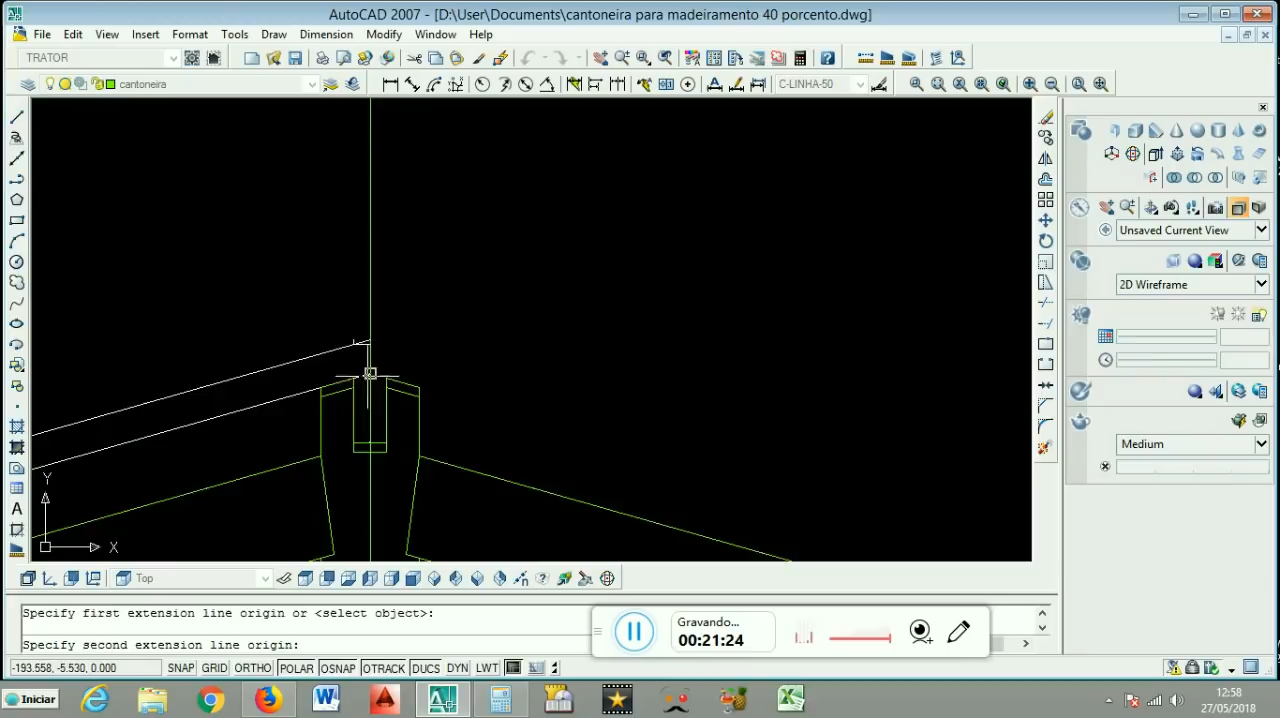 AutoCAD 2007 - [D:\User\Documents\cantoneira para madeiramento 40 porcento.dwg]
File Edit View Insert Format Tools Draw Dimension Modify Window Help
TRATOR
cantoneira
C-LINHA-50
Unsaved Current View
2D Wireframe
Medium
Y
X
A
Top
Specify first extension line origin or <select object>:
Specify second extension line origin:
Gravando...
00:21:24
-193.558, -5.530, 0.000 SNAP GRID ORTHO POLAR OSNAP OTRACK DUCS DYN LWT
Iniciar
12:58
27/05/2018